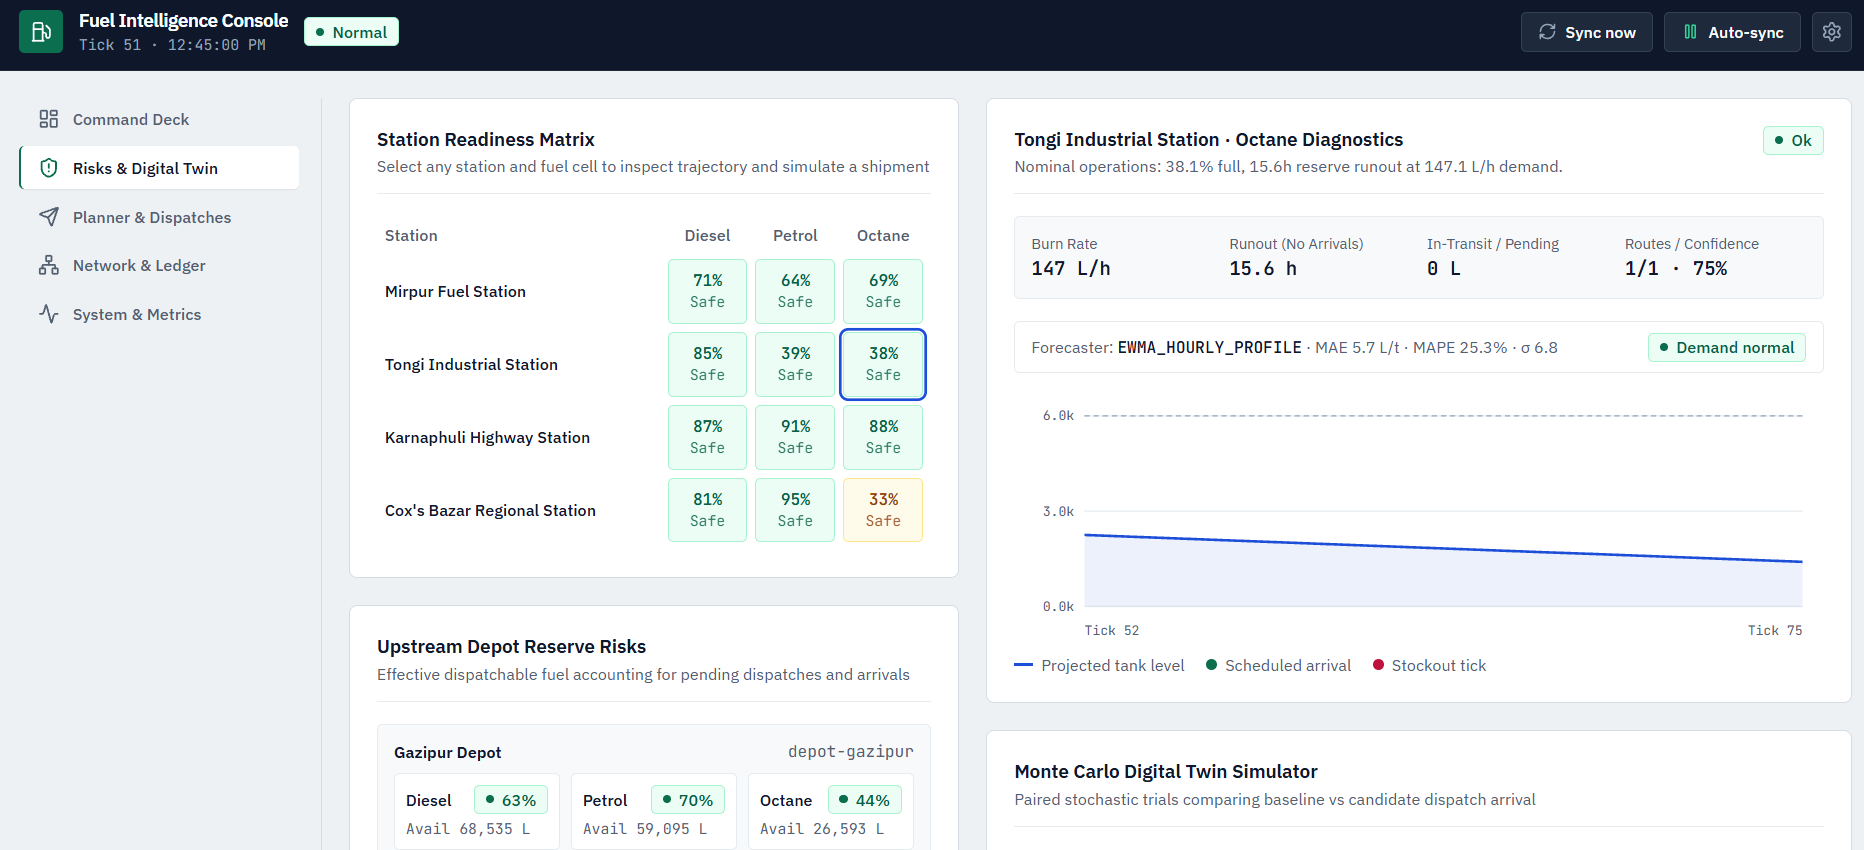 Fuel Intelligence Console
Tick 51 · 12:45:00 PM
Normal
Sync now
Auto-sync
Command Deck
Risks & Digital Twin
Planner & Dispatches
Network & Ledger
System & Metrics
Station Readiness Matrix
Select any station and fuel cell to inspect trajectory and simulate a shipment
Station Diesel Petrol Octane
Mirpur Fuel Station 71% Safe 64% Safe 69% Safe
Tongi Industrial Station 85% Safe 39% Safe 38% Safe
Karnaphuli Highway Station 87% Safe 91% Safe 88% Safe
Cox's Bazar Regional Station 81% Safe 95% Safe 33% Safe
Upstream Depot Reserve Risks
Effective dispatchable fuel accounting for pending dispatches and arrivals
Gazipur Depot depot-gazipur
Diesel 63% Petrol 70% Octane 44%
Avail 68,535 L Avail 59,095 L Avail 26,593 L
Tongi Industrial Station · Octane Diagnostics
Ok
Nominal operations: 38.1% full, 15.6h reserve runout at 147.1 L/h demand.
Burn Rate Runout (No Arrivals) In-Transit / Pending Routes / Confidence
147 L/h 15.6 h 0 L 1/1 · 75%
Forecaster: EWMA_HOURLY_PROFILE · MAE 5.7 L/t · MAPE 25.3% · σ 6.8
Demand normal
6.0k
3.0k
0.0k
Tick 52 Tick 75
Projected tank level Scheduled arrival Stockout tick
Monte Carlo Digital Twin Simulator
Paired stochastic trials comparing baseline vs candidate dispatch arrival